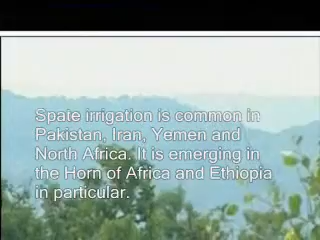 Spate irrigation is common in
Pakistan, Iran, Yemen and
North Africa. It is emerging in
the Horn of Africa and Ethiopia
in particular.